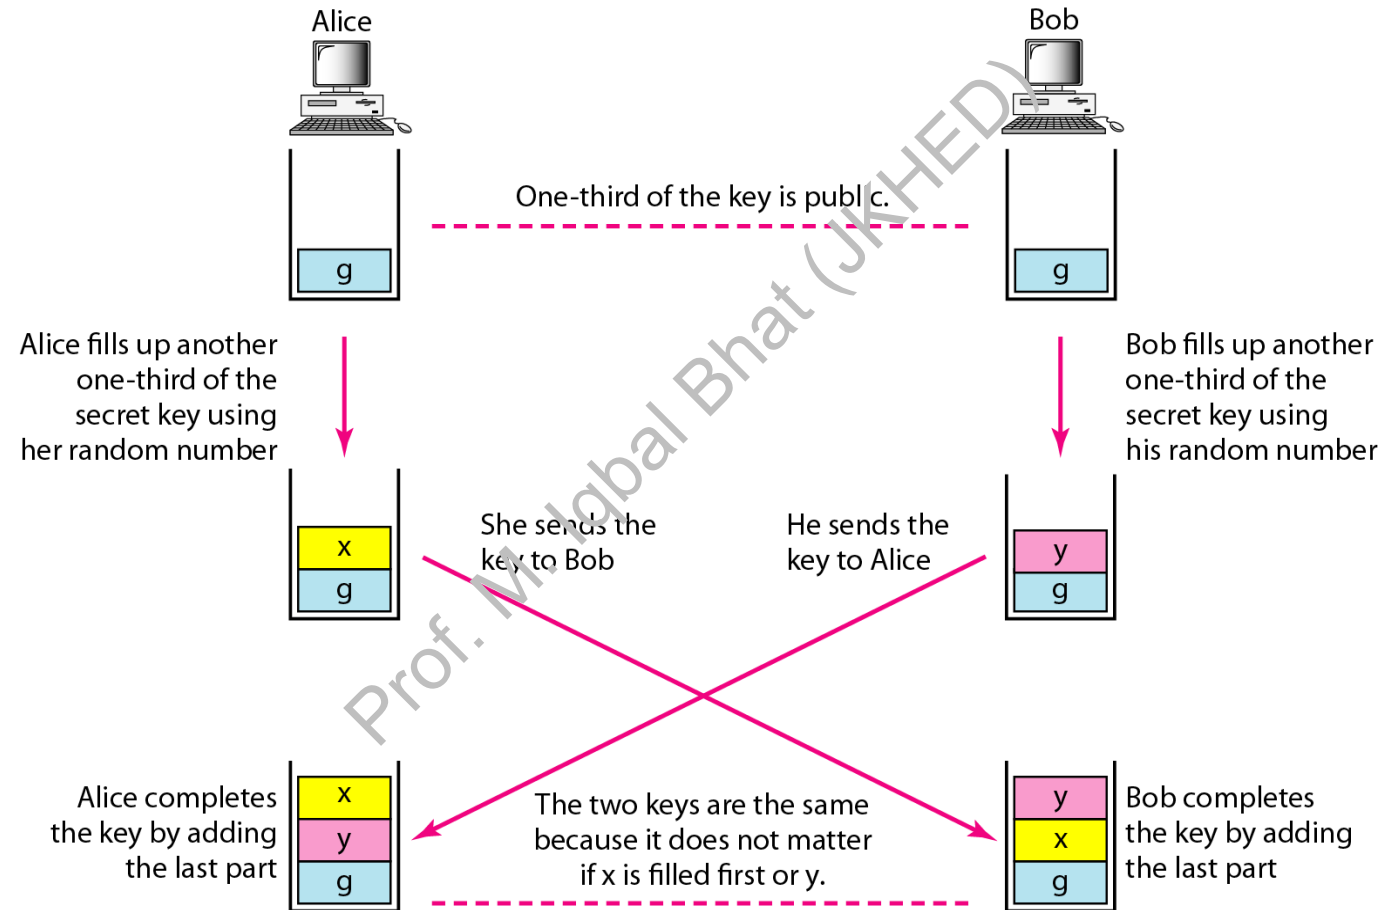 Alice
Bob
One-third of the key is public.
g
g
Alice fills up another
one-third of the
secret key using
her random number
Bob fills up another
one-third of the
secret key using
his random number
She sends the
key to Bob
He sends the
key to Alice
x
g
y
g
Prof. M. Iqbal Bhat (JKHED)
Alice completes
the key by adding
the last part
x
y
g
The two keys are the same
because it does not matter
if x is filled first or y.
y
x
g
Bob completes
the key by adding
the last part